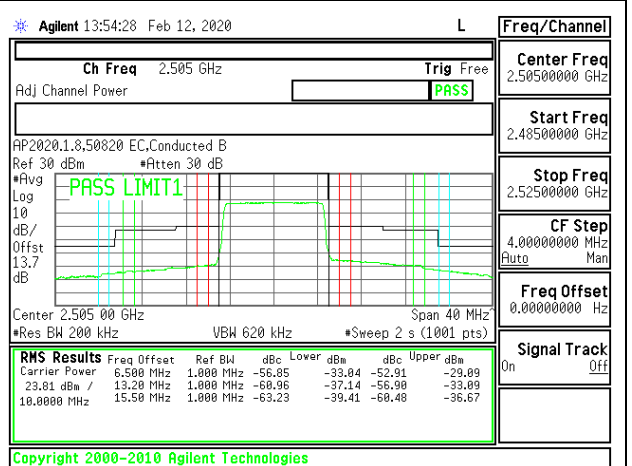 Agilent 13:54:28 Feb 12, 2020 L
Freq/Channel
Ch Freq 2.505 GHz Trig Free
Adj Channel Power
PASS
AP2020.1.8,50820 EC,Conducted B
Ref 30 dBm #Atten 30 dB
#Avg
Log
10
dB/
Offst
13.7
dB
PASS LIMIT1
Center 2.505 00 GHz Span 40 MHz^
#Res BW 200 kHz VBW 620 kHz #Sweep 2 s (1001 pts)
RMS Results Freq Offset Ref BW dBc Lower dBm dBc Upper dBm
Carrier Power 6.500 MHz 1.000 MHz -56.85 -33.04 -52.91 -29.09
23.81 dBm / 13.20 MHz 1.000 MHz -60.96 -37.14 -56.90 -33.09
10.0000 MHz 15.50 MHz 1.000 MHz -63.23 -39.41 -60.48 -36.67
Center Freq
2.50500000 GHz
Start Freq
2.48500000 GHz
Stop Freq
2.52500000 GHz
CF Step
4.00000000 MHz
Auto Man
Freq Offset
0.00000000 Hz
Signal Track
On Off
Copyright 2000-2010 Agilent Technologies